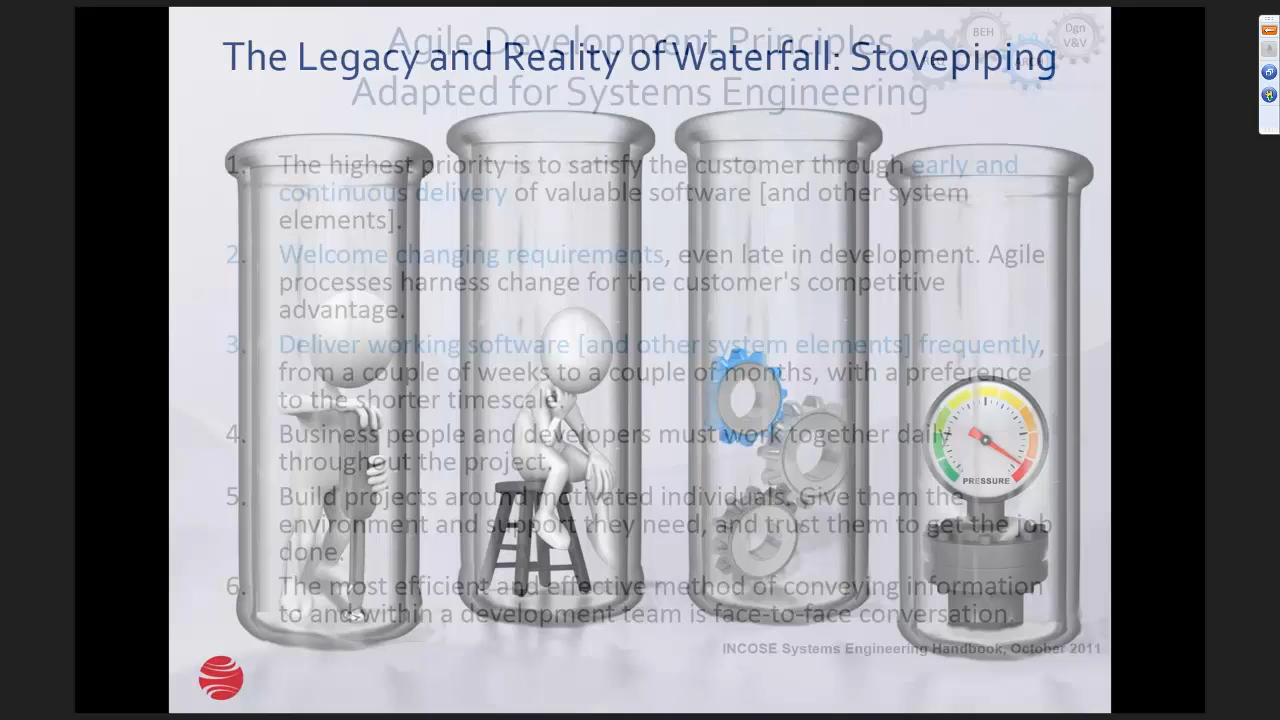 Agile Development Principles
The Legacy and Reality of Waterfall: Stovepiping
Adapted for Systems Engineering
BEH
Dgn
V&V
1. The highest priority is to satisfy the customer through early and
continuous delivery of valuable software [and other system
elements].
2. Welcome changing requirements, even late in development. Agile
processes harness change for the customer's competitive
advantage.
3. Deliver working software [and other system elements] frequently,
from a couple of weeks to a couple of months, with a preference
to the shorter timescale.
4. Business people and developers must work together daily
throughout the project.
5. Build projects around motivated individuals. Give them the
environment and support they need, and trust them to get the job
done.
6. The most efficient and effective method of conveying information
to and within a development team is face-to-face conversation.
PRESSURE
INCOSE Systems Engineering Handbook, October 2011